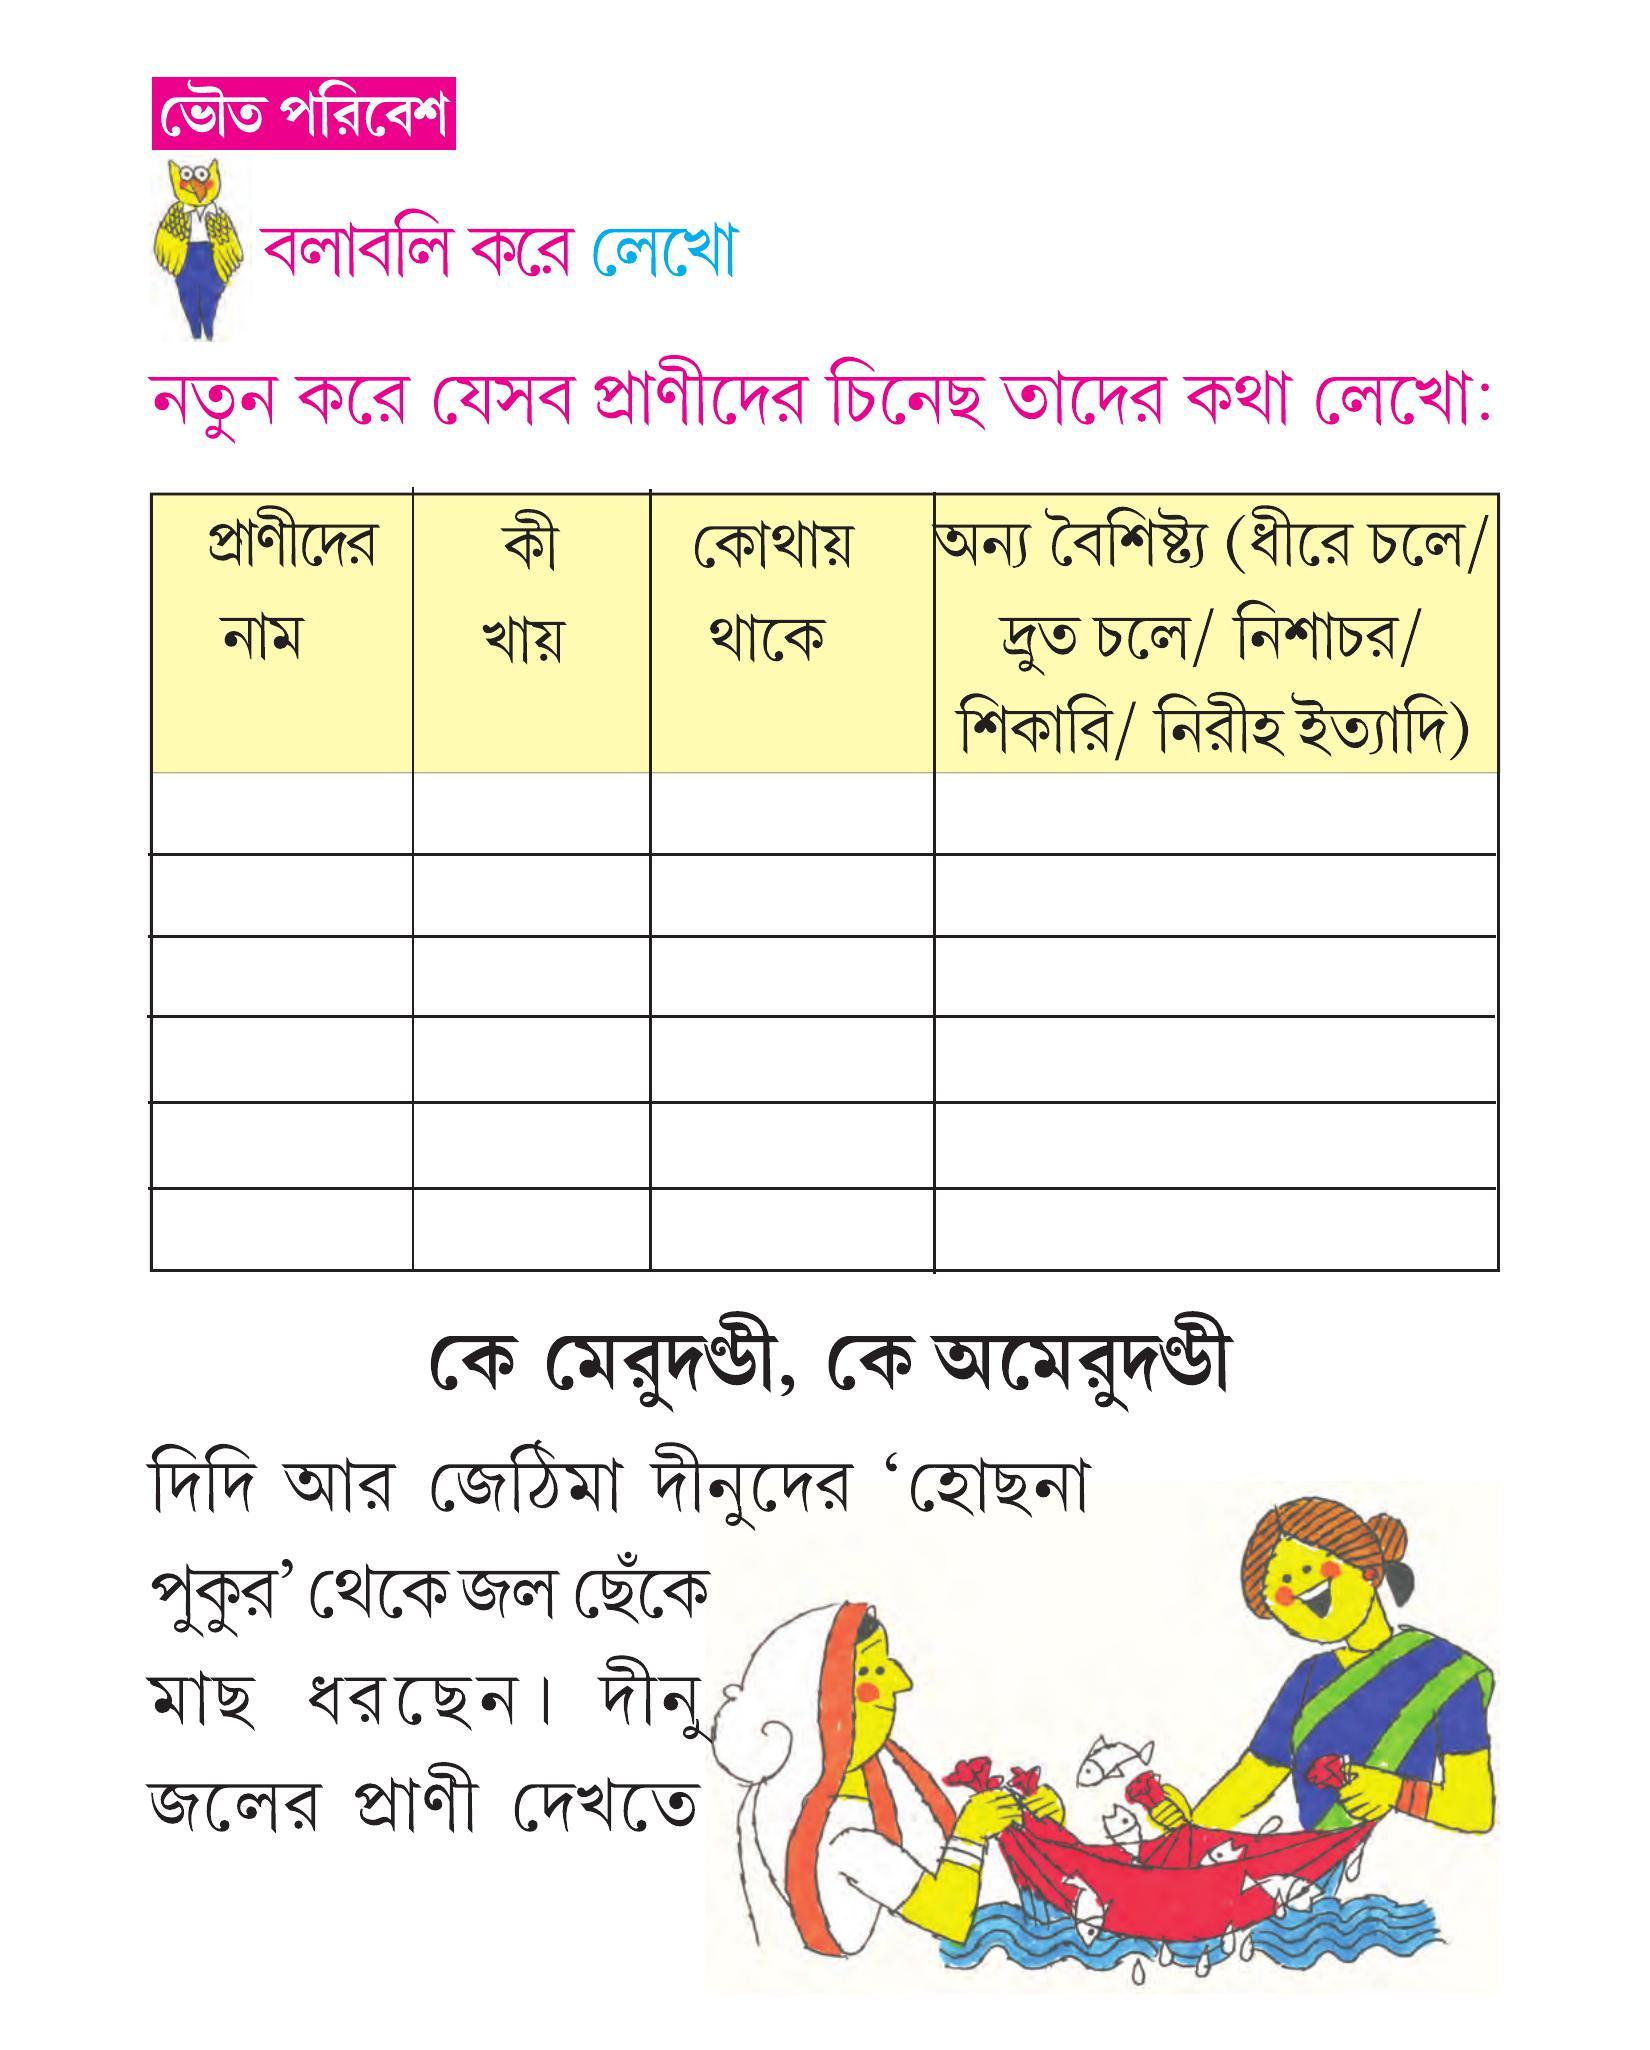 ভৌত পরিবেশ
বলাবলি করে লেখো
নতুন করে যেসব প্রাণীদের চিনেছ তাদের কথা লেখো:
প্রাণীদের নাম
কী খায়
কোথায় থাকে
অন্য বৈশিষ্ট্য (ধীরে চলে/
দ্রুত চলে/ নিশাচর/
শিকারি/ নিরীহ ইত্যাদি)
কে মেরুদণ্ডী, কে অমেরুদণ্ডী
দিদি আর জেঠিমা দীনুদের ‘হোছনা
পুকুর’ থেকে জল ছেঁকে
মাছ ধরছেন। দীনু
জলের প্রাণী দেখতে